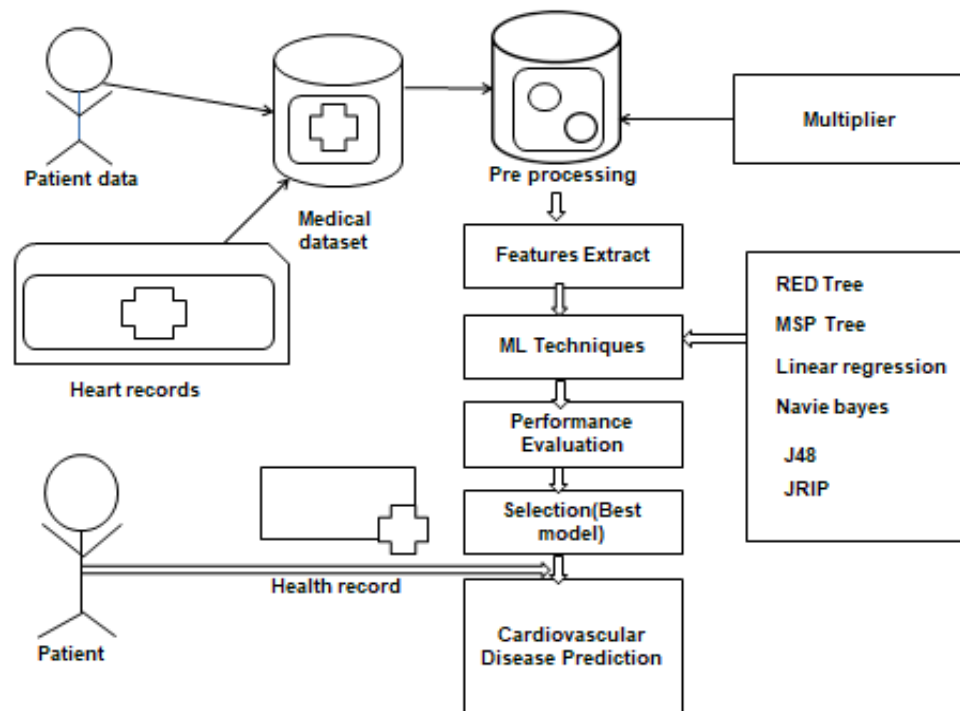 Patient data
Medical
dataset
Pre processing
Multiplier
Heart records
Features Extract
ML Techniques
RED Tree
MSP Tree
Linear regression
Navie bayes
J48
JRIP
Performance
Evaluation
Selection(Best
model)
Health record
Patient
Cardiovascular
Disease Prediction